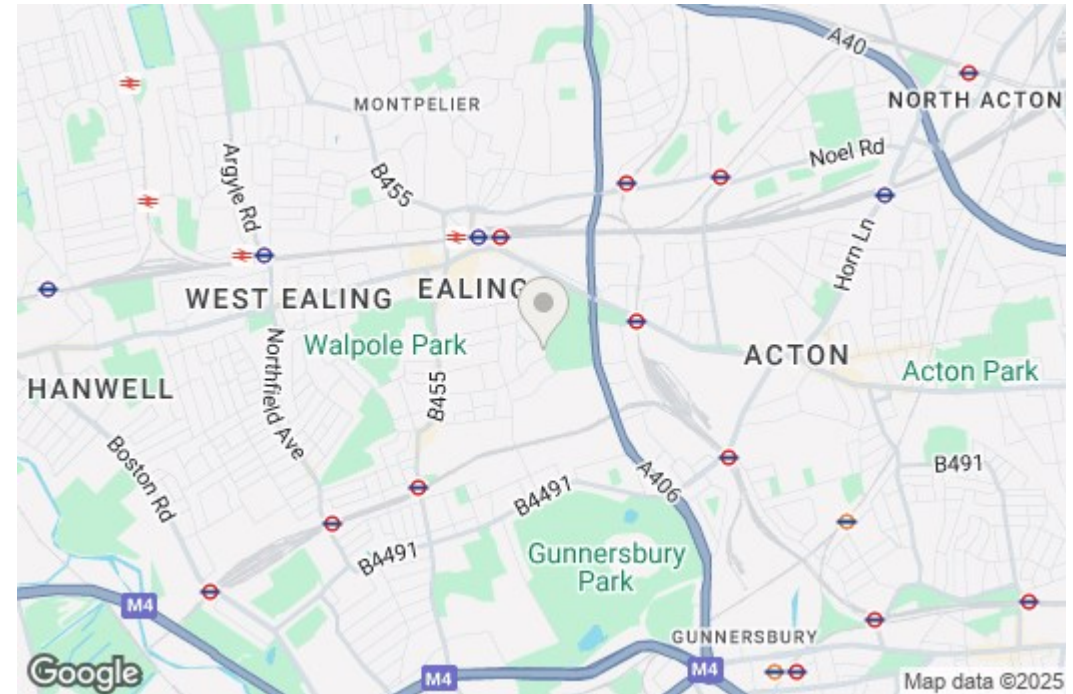 A40
NORTH ACTON
MONTPELIER
Noel Rd
Argyle Rd
B455
Horn Ln
WEST EALING
EALING
Walpole Park
ACTON
Acton Park
HANWELL
Northfield Ave
B455
Boston Rd
B491
A406
B4491
B4491
Gunnersbury
Park
M4
GUNNERSBURY
M4
M4
Google
Map data ©2025